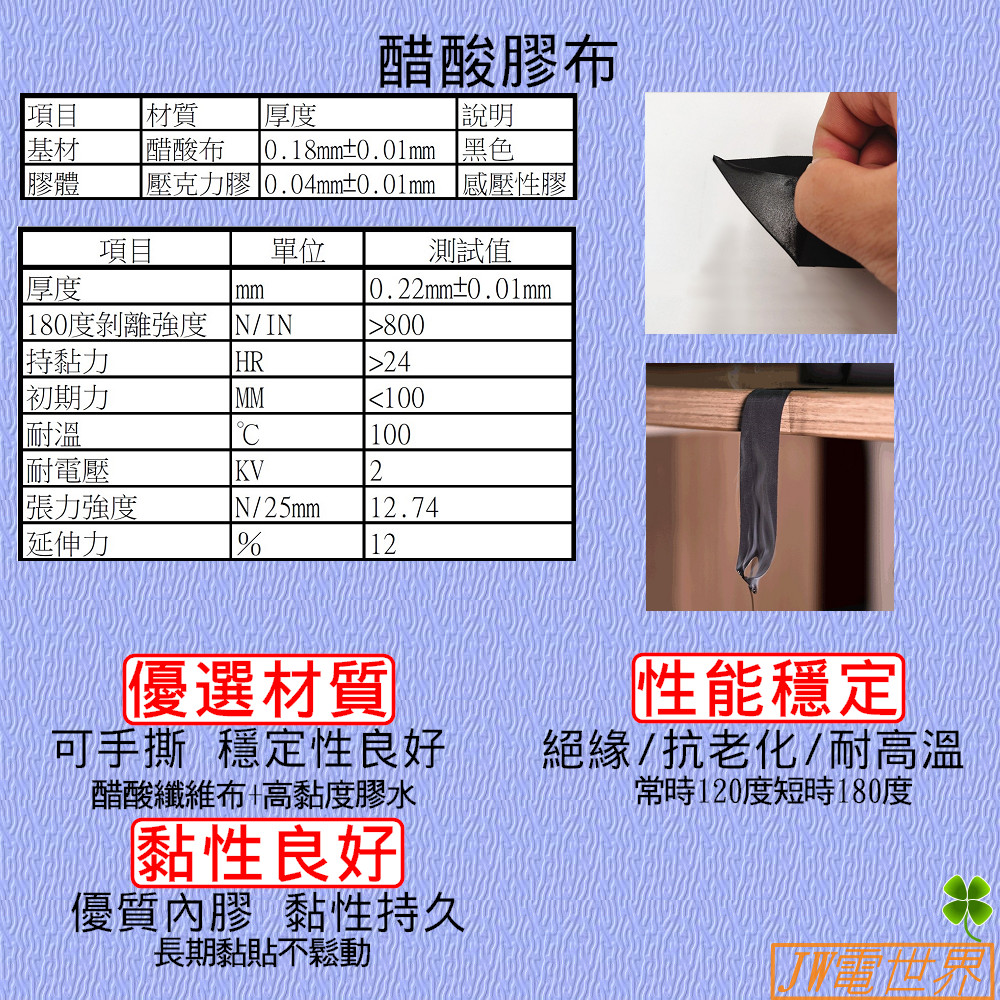 醋酸膠布
項目 材質 厚度 說明
基材 醋酸布 0.18mm±0.01mm 黑色
膠體 壓克力膠 0.04mm±0.01mm 感壓性膠
項目 單位 測試值
厚度 mm 0.22mm±0.01mm
180度剝離強度 N/IN >800
持黏力 HR >24
初期力 MM <100
耐溫 ℃ 100
耐電壓 KV 2
張力強度 N/25mm 12.74
延伸力 % 12
優選材質
可手撕 穩定性良好
醋酸纖維布+高黏度膠水
黏性良好
優質內膠 黏性持久
長期黏貼不鬆動
性能穩定
絕緣/抗老化/耐高溫
常時120度短時180度
JW電世界